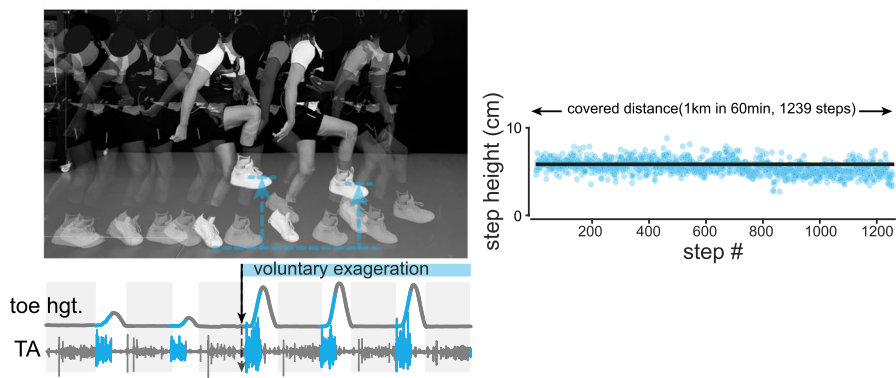 voluntary exageration
toe hgt.
TA
covered distance(1km in 60min, 1239 steps)
step height (cm)
10
0
200
400
600
800
1000
1200
step #